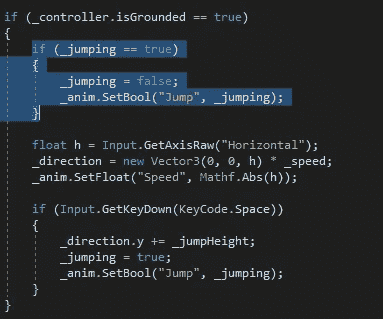 if (_controller.isGrounded == true)
{
if (_jumping == true)
{
_jumping = false;
_anim.SetBool("Jump", _jumping);
}
float h = Input.GetAxisRaw("Horizontal");
_direction = new Vector3(0, 0, h) * _speed;
_anim.SetFloat("Speed", Mathf.Abs(h));
if (Input.GetKeyDown(KeyCode.Space))
{
_direction.y += _jumpHeight;
_jumping = true;
_anim.SetBool("Jump", _jumping);
}
}